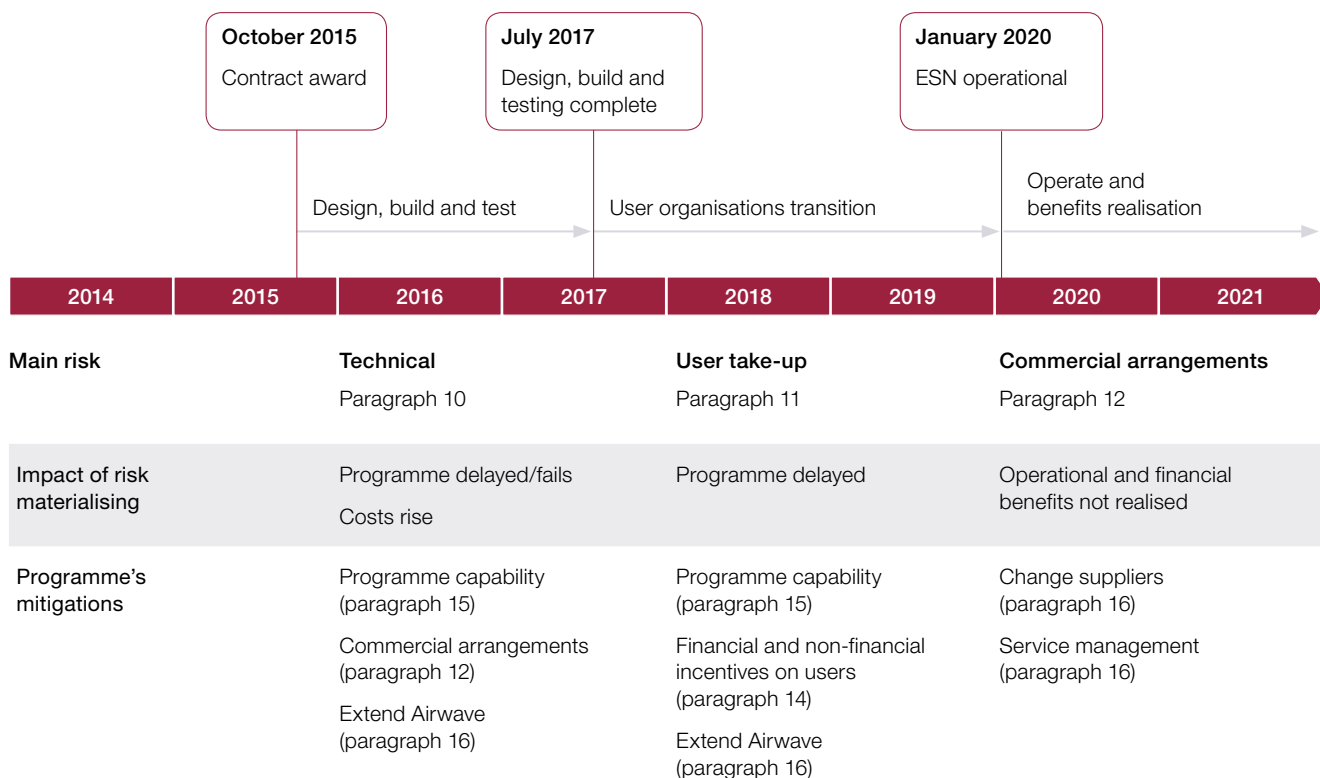 October 2015
Contract award
July 2017
Design, build and
testing complete
January 2020
ESN operational
Design, build and test
User organisations transition
Operate and
benefits realisation
2014
2015
2016
2017
2018
2019
2020
2021
Main risk
Technical
Paragraph 10
User take-up
Paragraph 11
Commercial arrangements
Paragraph 12
Impact of risk
materialising
Programme delayed/fails
Costs rise
Programme delayed
Operational and financial
benefits not realised
Programme's
mitigations
Programme capability
(paragraph 15)
Commercial arrangements
(paragraph 12)
Extend Airwave
(paragraph 16)
Programme capability
(paragraph 15)
Financial and non-financial
incentives on users
(paragraph 14)
Extend Airwave
(paragraph 16)
Change suppliers
(paragraph 16)
Service management
(paragraph 16)